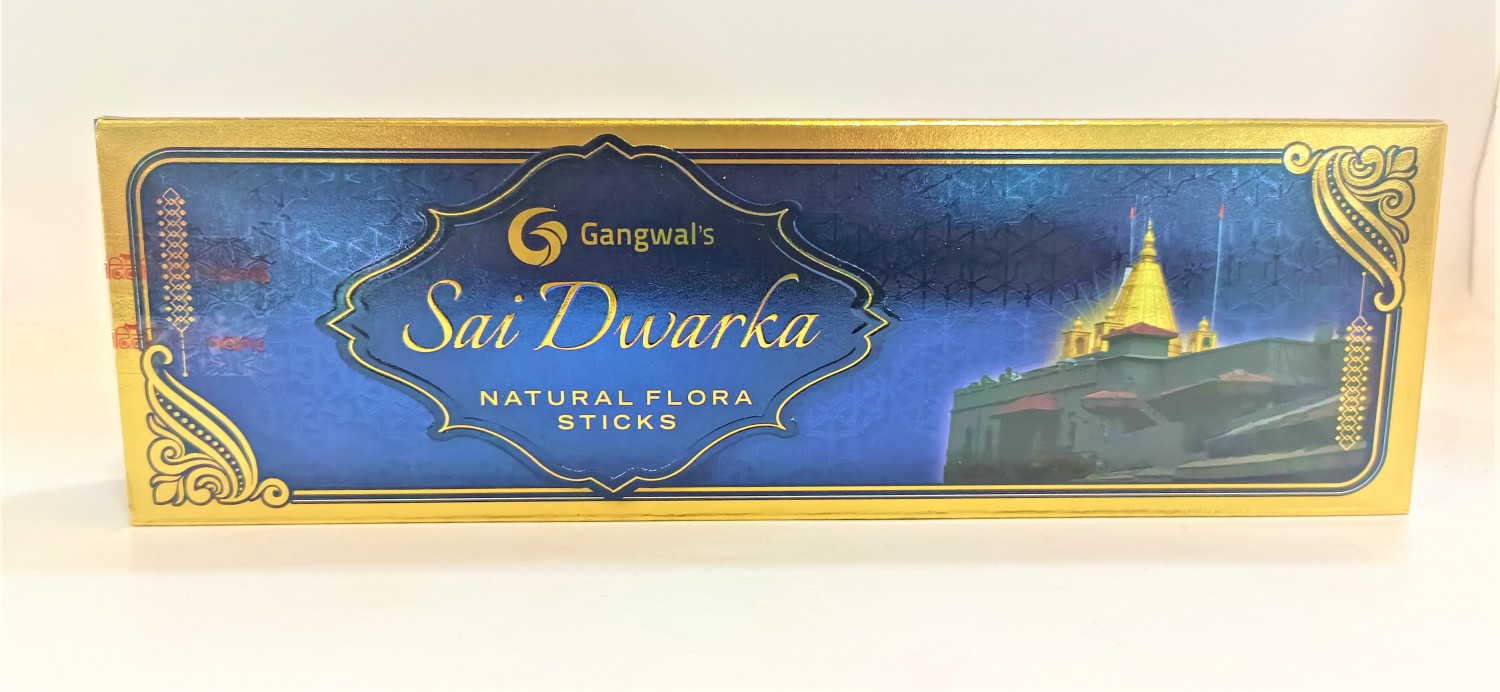 Gangwal's
Sai Dwarka
NATURAL FLORA
STICKS